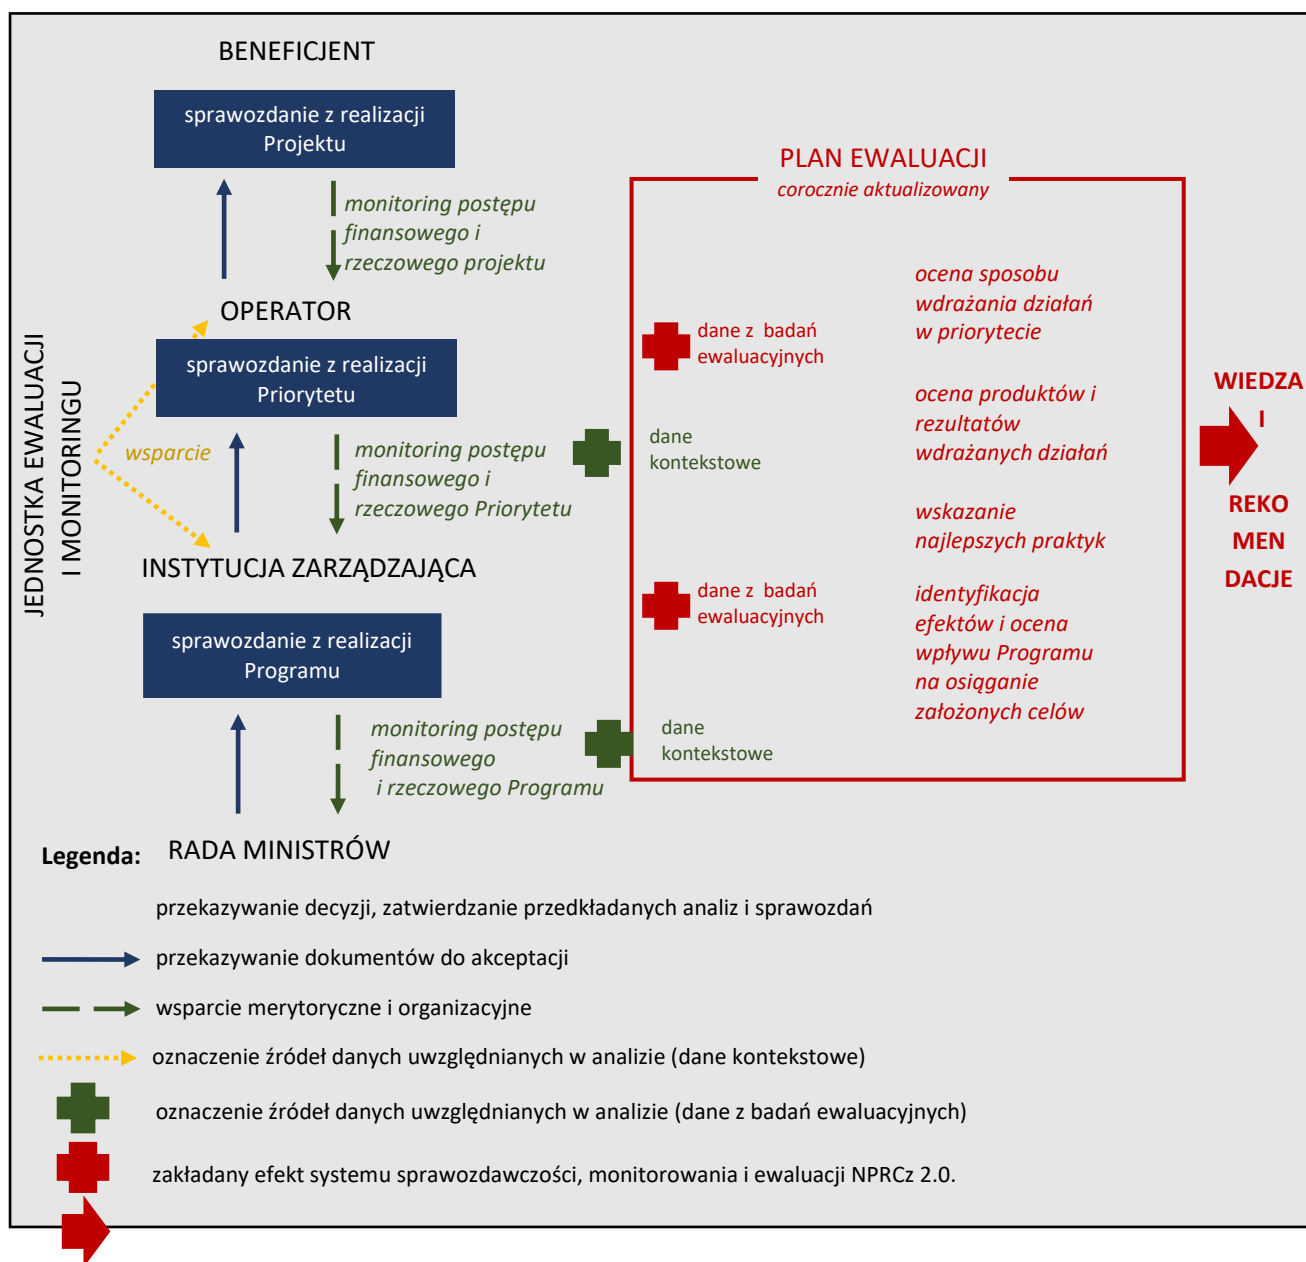 BENEFICJENT
sprawozdanie z realizacji
Projektu
monitoring postępu
finansowego i
rzeczowego projektu
OPERATOR
sprawozdanie z realizacji
Priorytetu
wsparcie
monitoring postępu
finansowego i
rzeczowego Priorytetu
INSTYTUCJA ZARZĄDZAJĄCA
sprawozdanie z realizacji
Programu
monitoring postępu
finansowego
i rzeczowego Programu
RADA MINISTRÓW
JEDNOSTKA EWALUACJI
I MONITORINGU
PLAN EWALUACJI
corocznie aktualizowany
dane z badań
ewaluacyjnych
dane
kontekstowe
dane z badań
ewaluacyjnych
dane
kontekstowe
ocena sposobu
wdrażania działań
w priorytecie
ocena produktów i
rezultatów
wdrażanych działań
wskazanie
najlepszych praktyk
identyfikacja
efektów i ocena
wpływu Programu
na osiąganie
założonych celów
WIEDZA
I
REKO
MEN
DACJE
Legenda:
przekazywanie decyzji, zatwierdzanie przedkładanych analiz i sprawozdań
przekazywanie dokumentów do akceptacji
wsparcie merytoryczne i organizacyjne
oznaczenie źródeł danych uwzględnianych w analizie (dane kontekstowe)
oznaczenie źródeł danych uwzględnianych w analizie (dane z badań ewaluacyjnych)
zakładany efekt systemu sprawozdawczości, monitorowania i ewaluacji NPRCz 2.0.